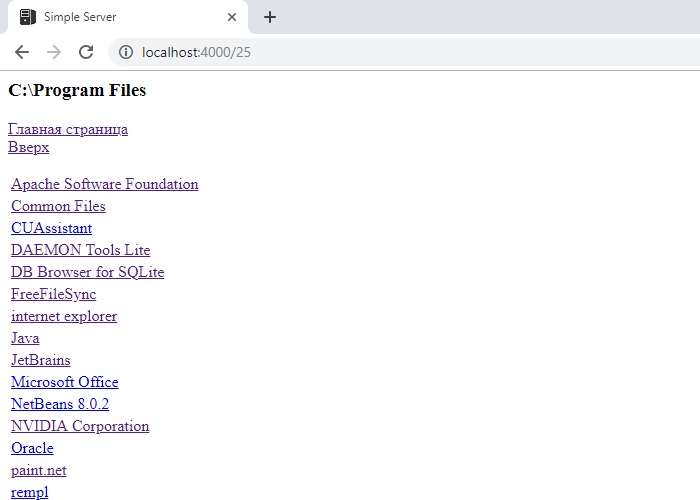 Simple Server
localhost:4000/25
C:\Program Files
Главная страница
Вверх
Apache Software Foundation
Common Files
CUAssistant
DAEMON Tools Lite
DB Browser for SQLite
FreeFileSync
internet explorer
Java
JetBrains
Microsoft Office
NetBeans 8.0.2
NVIDIA Corporation
Oracle
paint.net
rempl